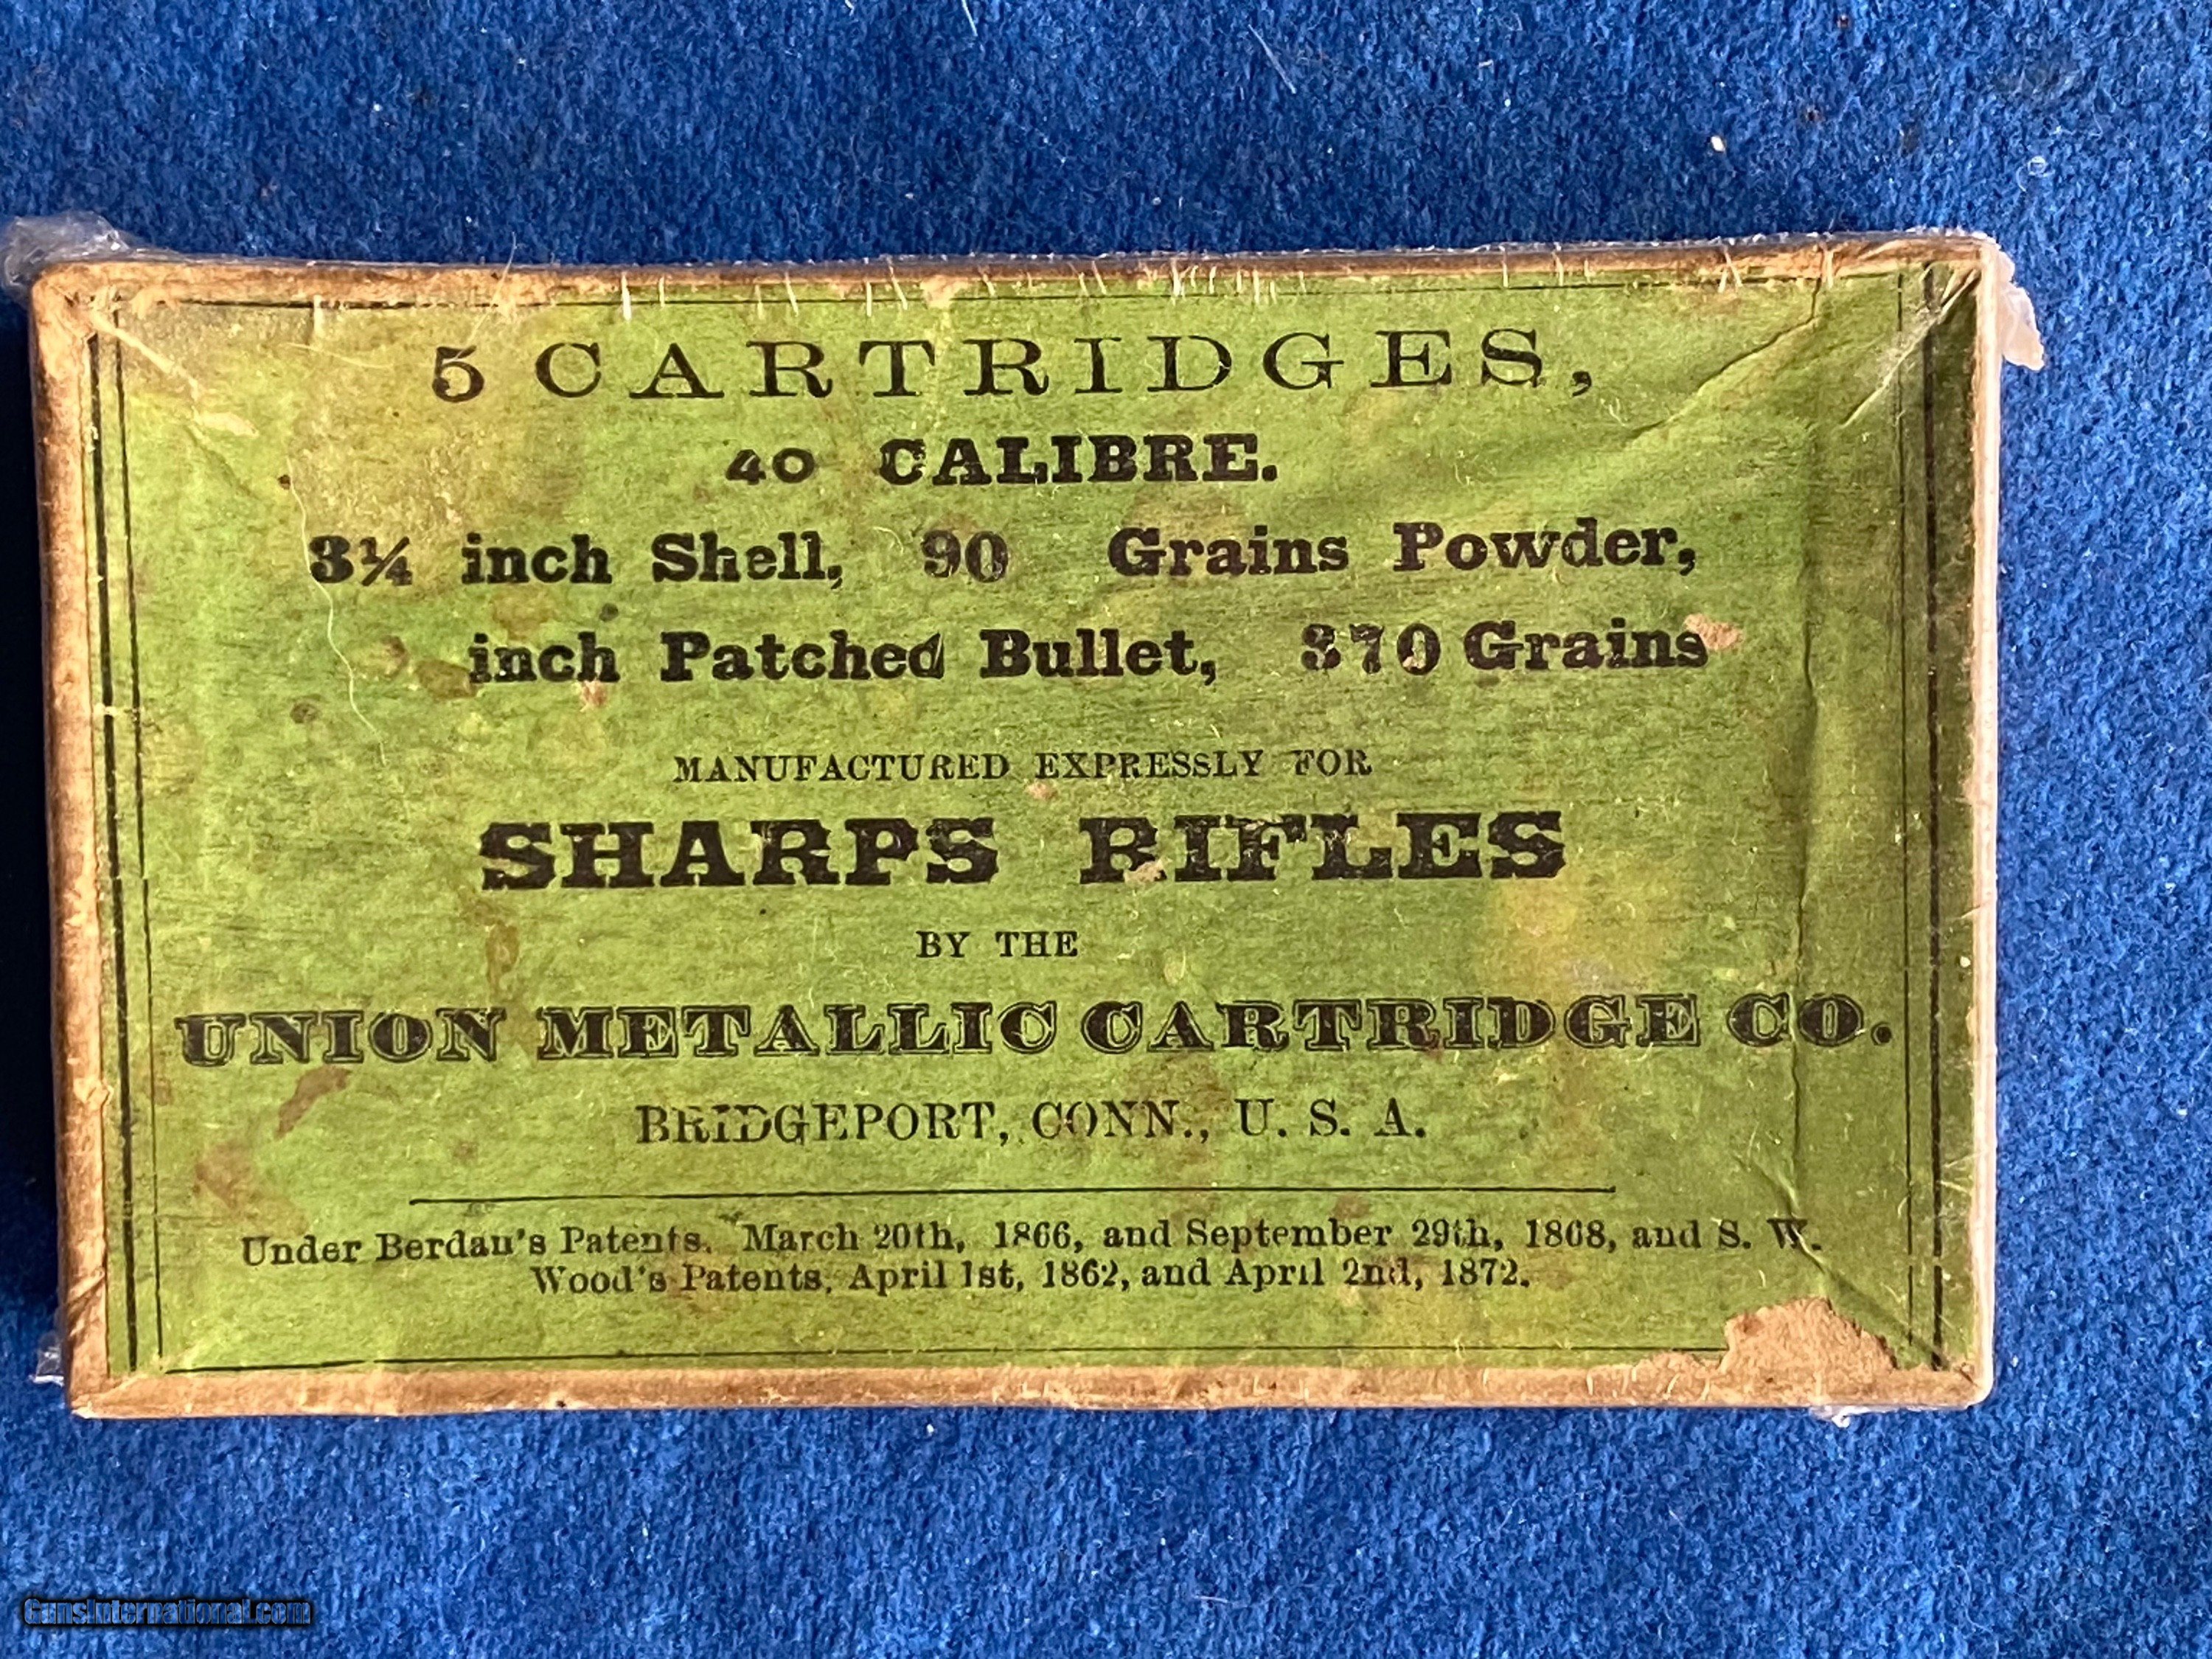 5 CARTRIDGES,
40 CALIBRE.
3¼ inch Shell, 90 Grains Powder,
inch Patched Bullet, 370 Grains
MANUFACTURED EXPRESSLY FOR
SHARPS RIFLES
BY THE
UNION METALLIC CARTRIDGE CO.
BRIDGEPORT, CONN., U. S. A.
Under Berdan's Patents, March 20th, 1866, and September 29th, 1868, and S. W.
Wood's Patents, April 1st, 1862, and April 2nd, 1872.
GunsInternational.com